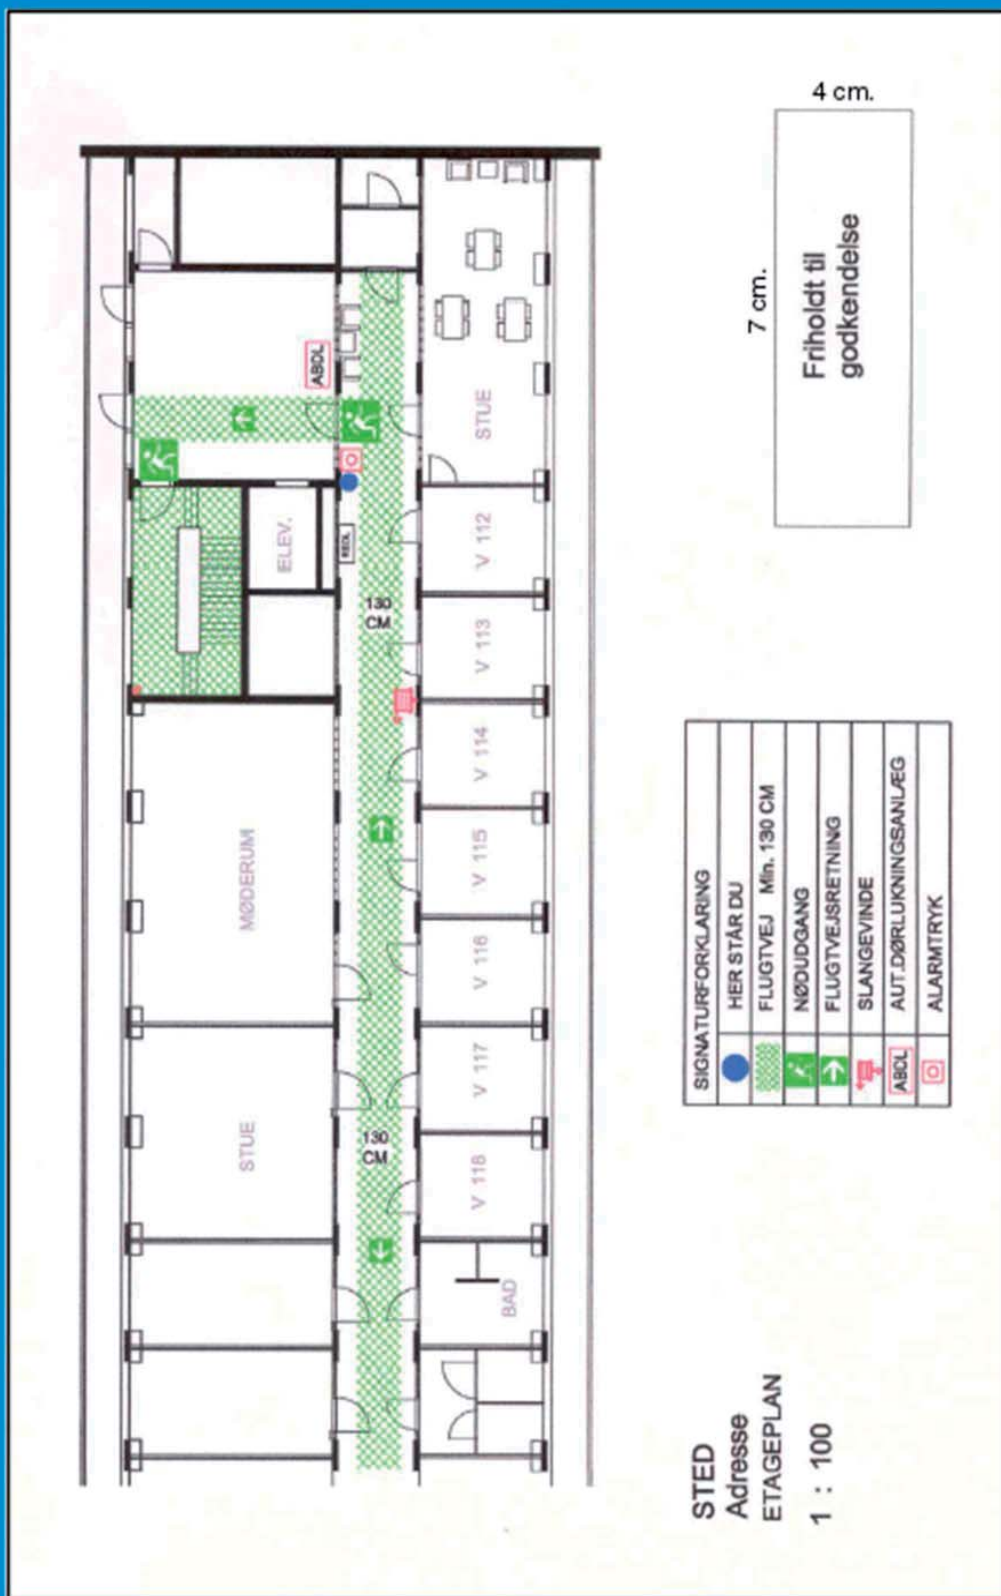 MØDERUM
STUE
ELEV.
ABDL
130
CM
130
CM
STUE
V 112
V 113
V 114
V 115
V 116
V 117
V 118
BAD
STED
Adresse
ETAGEPLAN
1 : 100
SIGNATURFORKLARING
HER STÅR DU
FLUGTVEJ Min. 130 CM
NØDUDGANG
FLUGTVEJSRETNING
SLANGEVINDE
ABDL AUT.DØRLUKNINGSANLÆG
ALARMTRYK
7 cm.
4 cm.
Friholdt til
godkendelse